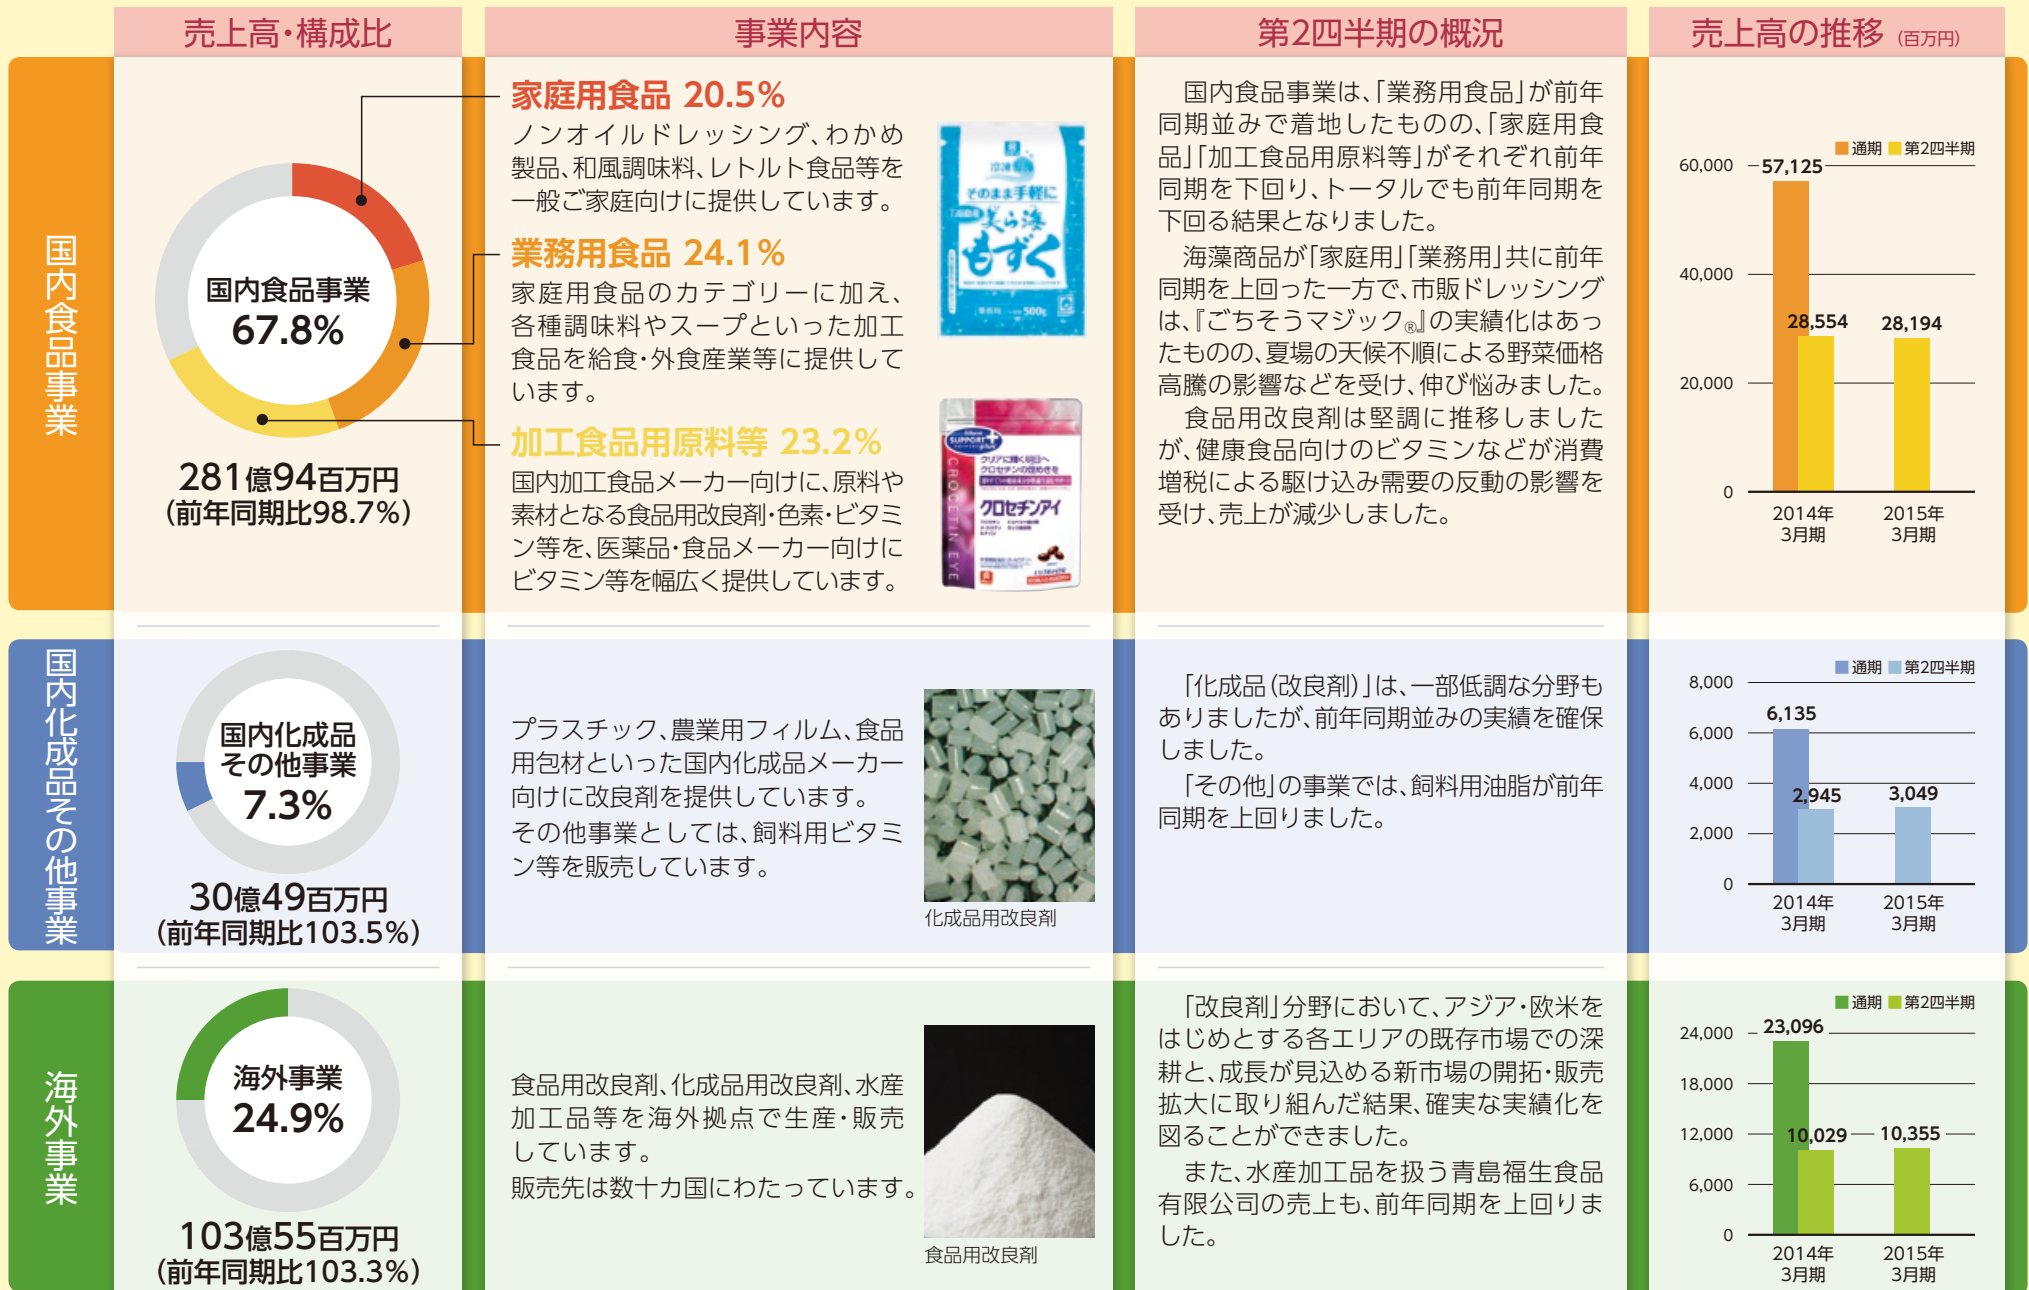 売上高・構成比
事業内容
第2四半期の概況
売上高の推移 (百万円)
国内食品事業
国内食品事業
67.8%
281億94百万円
(前年同期比98.7%)
家庭用食品 20.5%
ノンオイルドレッシング、わかめ
製品、和風調味料、レトルト食品等を
一般ご家庭向けに提供しています。
業務用食品 24.1%
家庭用食品のカテゴリーに加え、
各種調味料やスープといった加工
食品を給食・外食産業等に提供して
います。
加工食品用原料等 23.2%
国内加工食品メーカー向けに、原料や
素材となる食品用改良剤・色素・ビタミ
ン等を、医薬品・食品メーカー向けに
ビタミン等を幅広く提供しています。
そのまま手軽に
美ら海
もずく
500g
SUPPORT
クリアに輝く明日へ
クロセチンの煌めきを
クロセチンアイ
CROCETIN EYE
国内食品事業は、「業務用食品」が前年
同期並みで着地したものの、「家庭用食
品」「加工食品用原料等」がそれぞれ前年
同期を下回り、トータルでも前年同期を
下回る結果となりました。
海藻商品が「家庭用」「業務用」共に前年
同期を上回った一方で、市販ドレッシング
は、『ごちそうマジック®』の実績化はあっ
たものの、夏場の天候不順による野菜価格
高騰の影響などを受け、伸び悩みました。
食品用改良剤は堅調に推移しました
が、健康食品向けのビタミンなどが消費
増税による駆け込み需要の反動の影響を
受け、売上が減少しました。
通期 第2四半期
60,000
40,000
20,000
0
57,125
28,554
28,194
2014年
3月期
2015年
3月期
国内化成品その他事業
国内化成品
その他事業
7.3%
30億49百万円
(前年同期比103.5%)
プラスチック、農業用フィルム、食品
用包材といった国内化成品メーカー
向けに改良剤を提供しています。
その他事業としては、飼料用ビタミ
ン等を販売しています。
化成品用改良剤
「化成品(改良剤)」は、一部低調な分野も
ありましたが、前年同期並みの実績を確保
しました。
「その他」の事業では、飼料用油脂が前年
同期を上回りました。
通期 第2四半期
8,000
6,000
4,000
2,000
0
6,135
2,945
3,049
2014年
3月期
2015年
3月期
海外事業
海外事業
24.9%
103億55百万円
(前年同期比103.3%)
食品用改良剤、化成品用改良剤、水産
加工品等を海外拠点で生産・販売
しています。
販売先は数十カ国にわたっています。
食品用改良剤
「改良剤」分野において、アジア・欧米を
はじめとする各エリアの既存市場での深
耕と、成長が見込める新市場の開拓・販売
拡大に取り組んだ結果、確実な実績化を
図ることができました。
また、水産加工品を扱う青島福生食品
有限公司の売上も、前年同期を上回りま
した。
通期 第2四半期
24,000
18,000
12,000
6,000
0
23,096
10,029
10,355
2014年
3月期
2015年
3月期